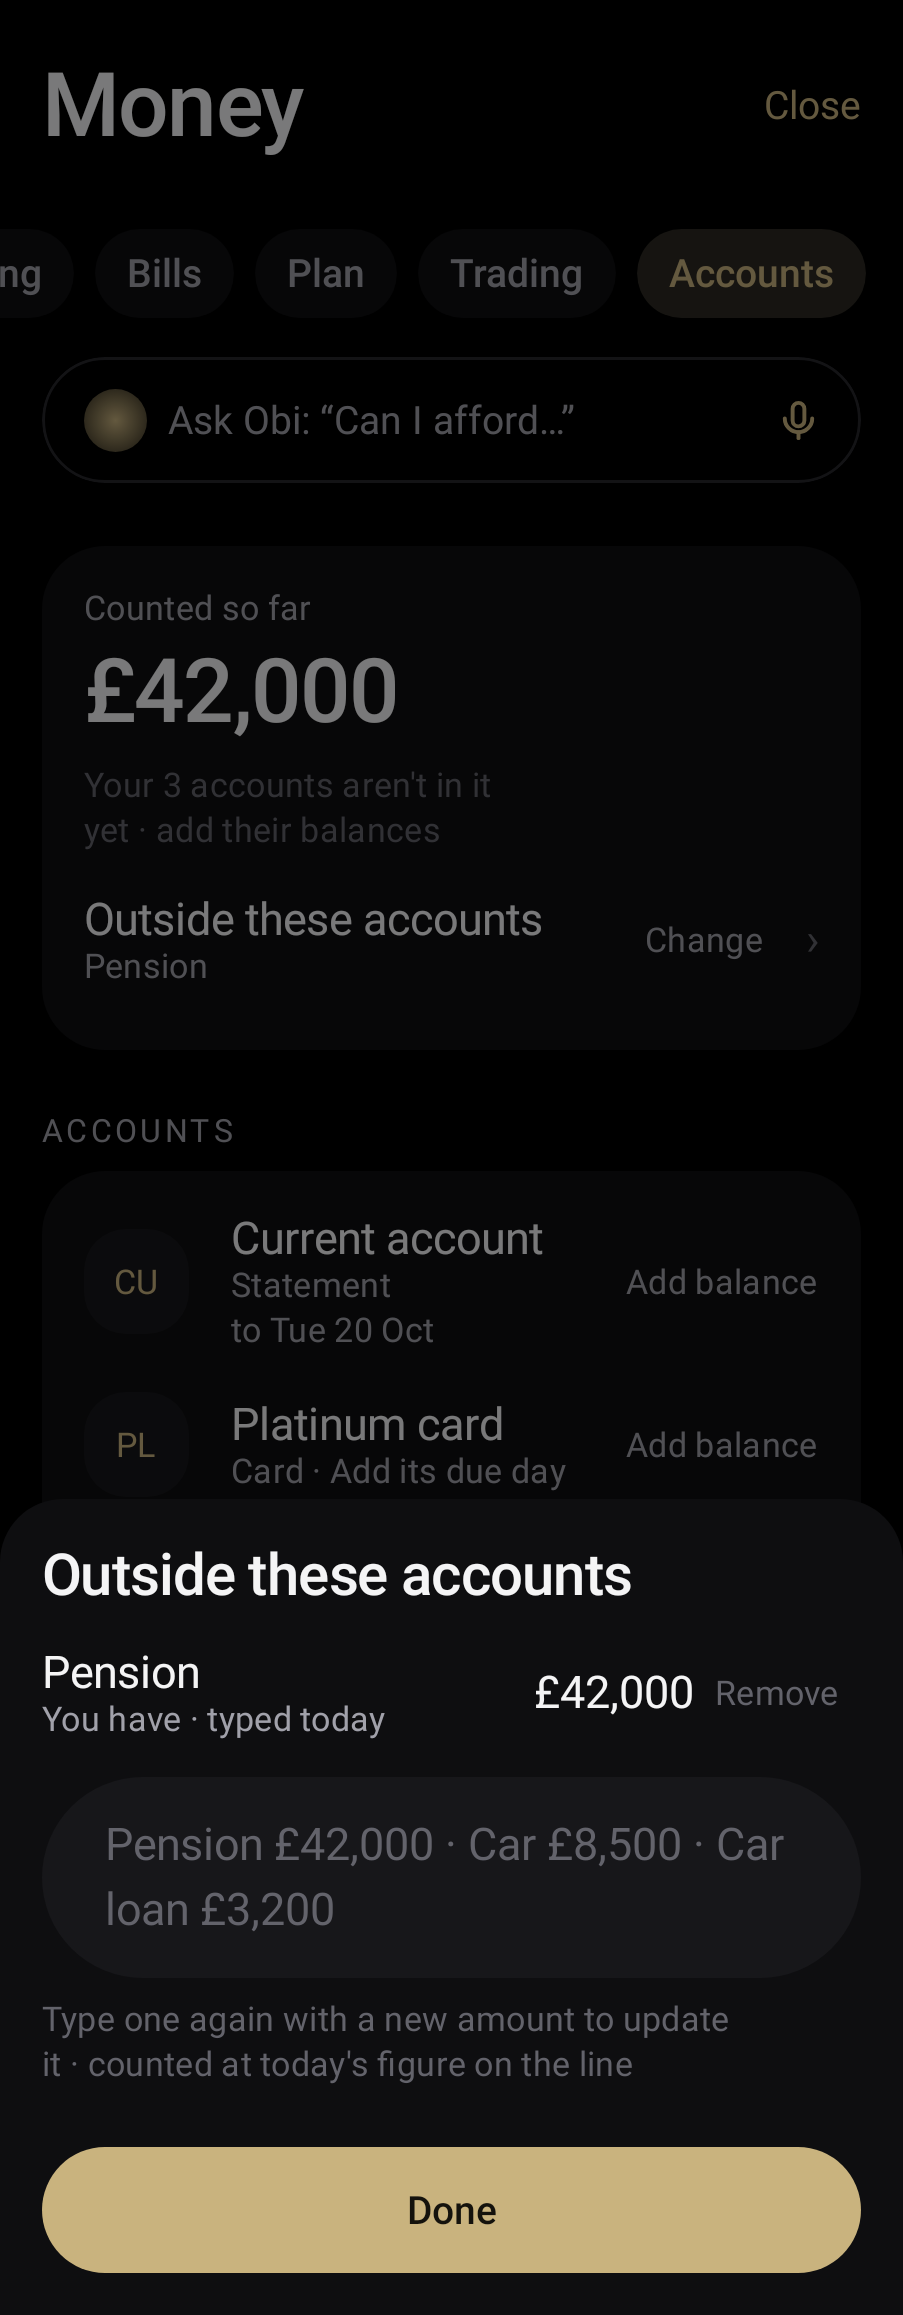 Money
Close
ng
Bills
Plan
Trading
Accounts
Ask Obi: “Can I afford...”
Counted so far
£42,000
Your 3 accounts aren't in it
yet · add their balances
Outside these accounts
Pension
Change ›
ACCOUNTS
CU
Current account
Statement
to Tue 20 Oct
Add balance
PL
Platinum card
Card · Add its due day
Add balance
Outside these accounts
Pension
You have · typed today
£42,000 Remove
Pension £42,000 · Car £8,500 · Car
loan £3,200
Type one again with a new amount to update
it · counted at today's figure on the line
Done